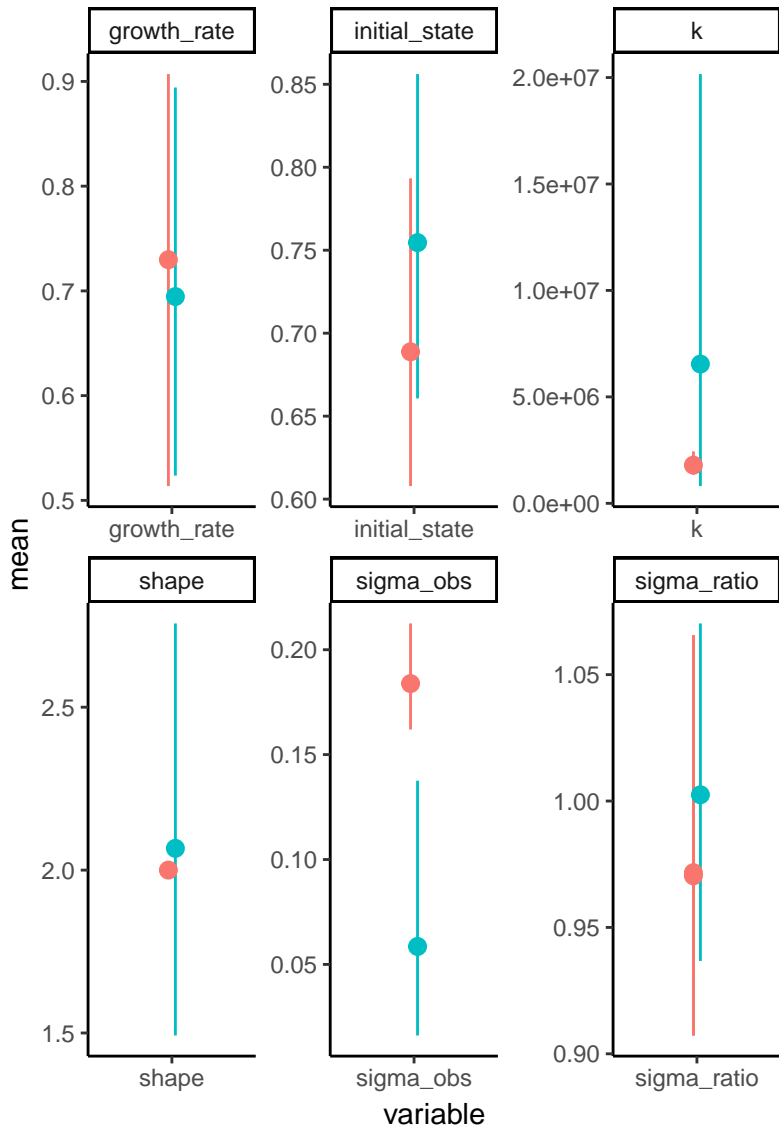 growth_rate
initial_state
k
0.9
0.8
0.7
0.6
0.5
0.85
0.80
0.75
0.70
0.65
0.60
2.0e+07
1.5e+07
1.0e+07
5.0e+06
0.0e+00
growth_rate
initial_state
k
mean
shape
sigma_obs
sigma_ratio
2.5
2.0
1.5
0.20
0.15
0.10
0.05
1.05
1.00
0.95
0.90
shape
sigma_obs
sigma_ratio
variable